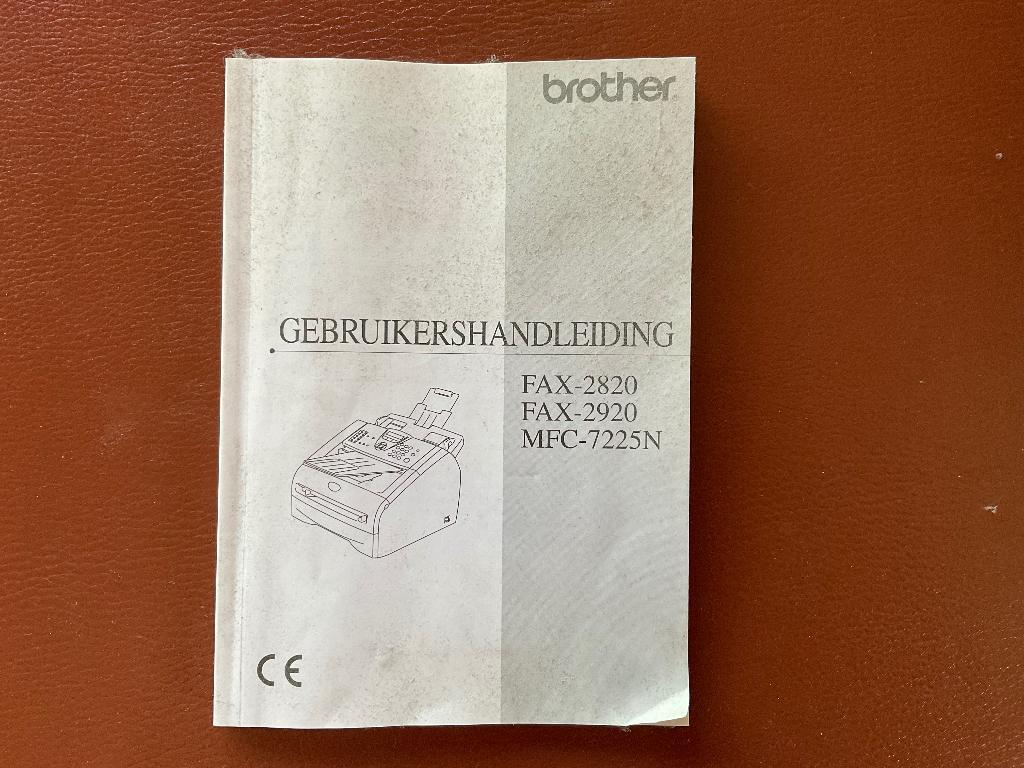 brother
GEBRUIKERSHANDLEIDING
FAX-2820
FAX-2920
MFC-7225N
CE